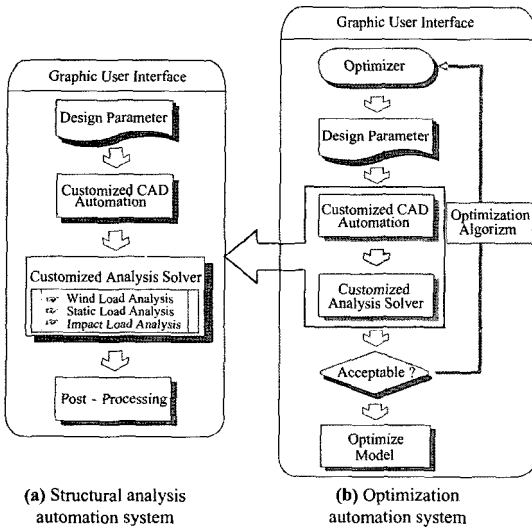 Graphic User Interface
Design Parameter
Customized CAD
Automation
Customized Analysis Solver
Wind Load Analysis
Static Load Analysis
Impact Load Analysis
Post - Processing
(a) Structural analysis
automation system
Graphic User Interface
Optimizer
Design Parameter
Customized CAD
Automation
Optimization
Algorizm
Customized
Analysis Solver
Acceptable ?
Optimize
Model
(b) Optimization
automation system